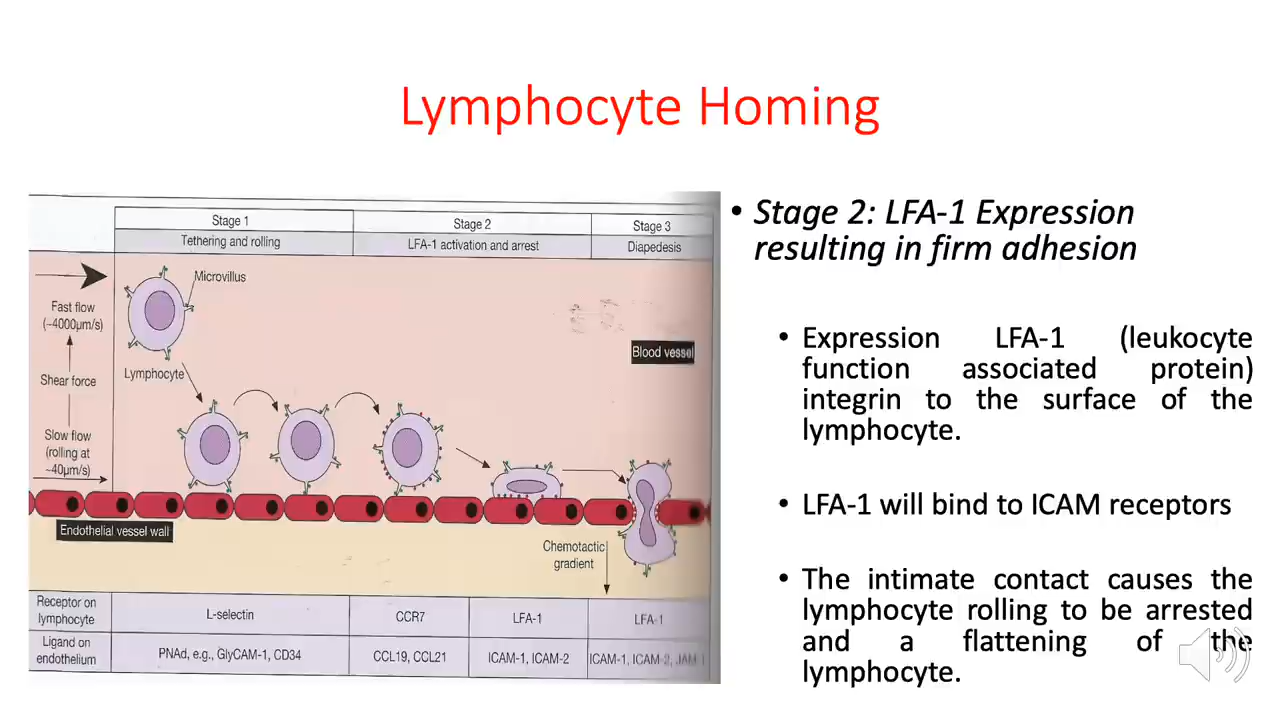 Lymphocyte Homing
Stage 1
Stage 2
Stage 3
Tethering and rolling
LFA-1 activation and arrest
Diapedesis
Microvillus
Fast flow
(~4000μm/s)
Shear force
Slow flow
(rolling at
~40μm/s)
Lymphocyte
Blood vessel
Endothelial vessel wall
Chemotactic
gradient
Receptor on
lymphocyte
L-selectin
CCR7
LFA-1
LFA-1
Ligand on
endothelium
PNAd, e.g., GlyCAM-1, CD34
CCL19, CCL21
ICAM-1, ICAM-2
ICAM-1, ICAM-2, JAM-1
• Stage 2: LFA-1 Expression
resulting in firm adhesion
• Expression LFA-1 (leukocyte
function associated protein)
integrin to the surface of the
lymphocyte.
• LFA-1 will bind to ICAM receptors
• The intimate contact causes the
lymphocyte rolling to be arrested
and a flattening of the
lymphocyte.